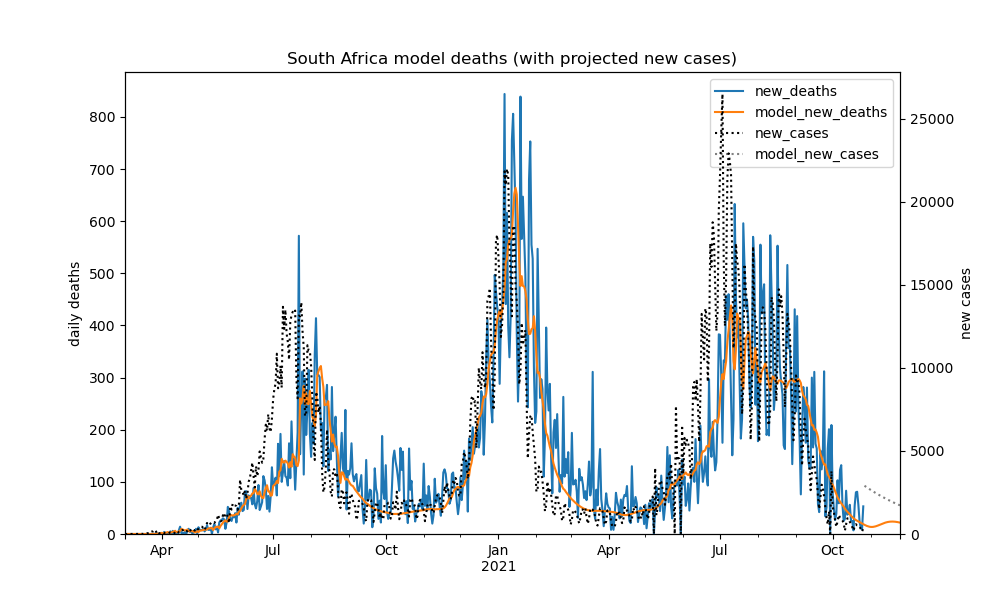 South Africa model deaths (with projected new cases)
new_deaths
model_new_deaths
new_cases
model_new_cases
daily deaths
800
700
600
500
400
300
200
100
0
25000
20000
15000
10000
5000
0
new cases
Apr Jul Oct Jan Apr Jul Oct
2021